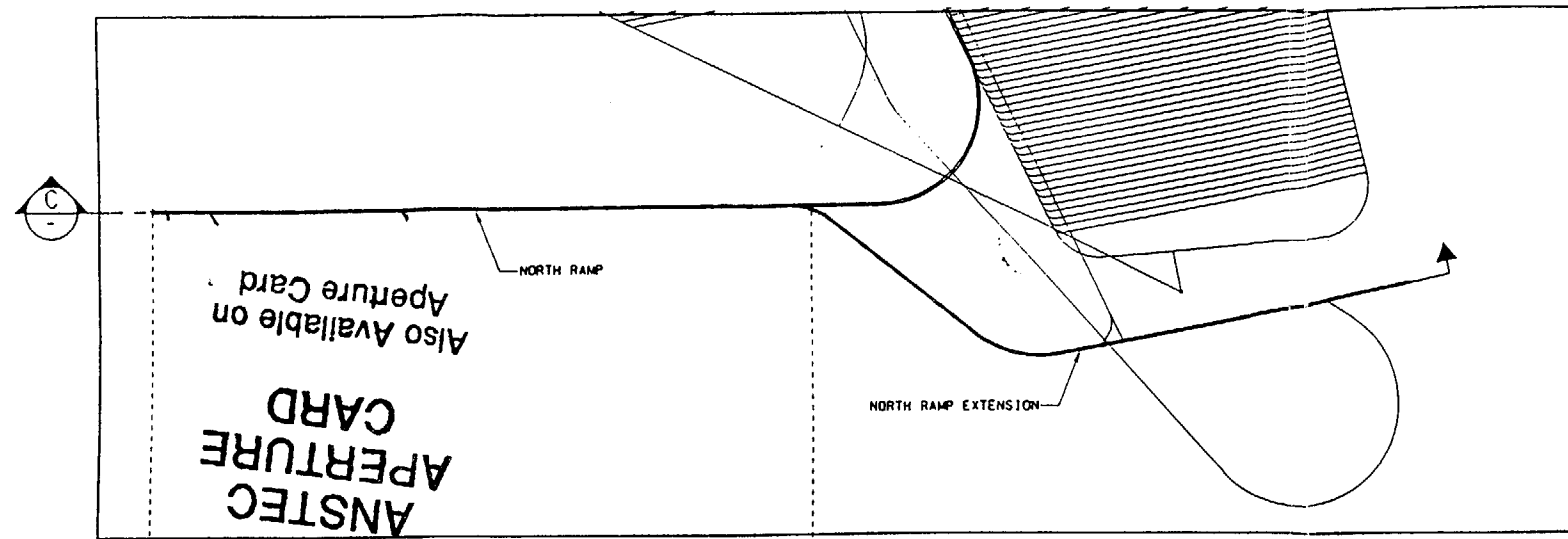 C
-
NORTH RAMP
NORTH RAMP EXTENSION
ANSTEC
APERTURE
CARD
Also Available on
Aperture Card